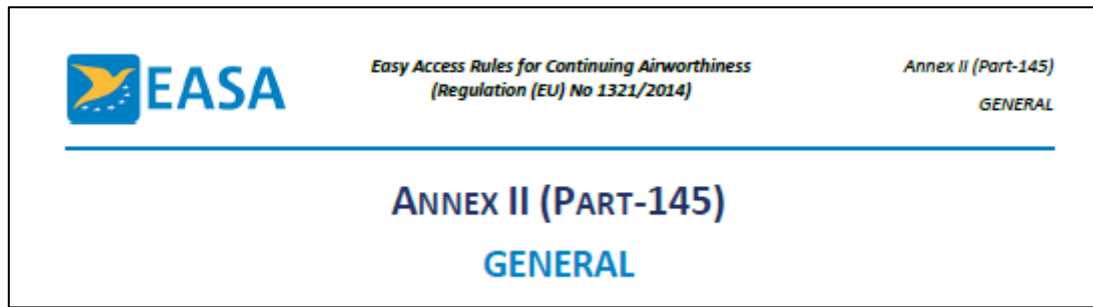 EASA
Easy Access Rules for Continuing Airworthiness
(Regulation (EU) No 1321/2014)
Annex II (Part-145)
GENERAL
ANNEX II (PART-145)
GENERAL